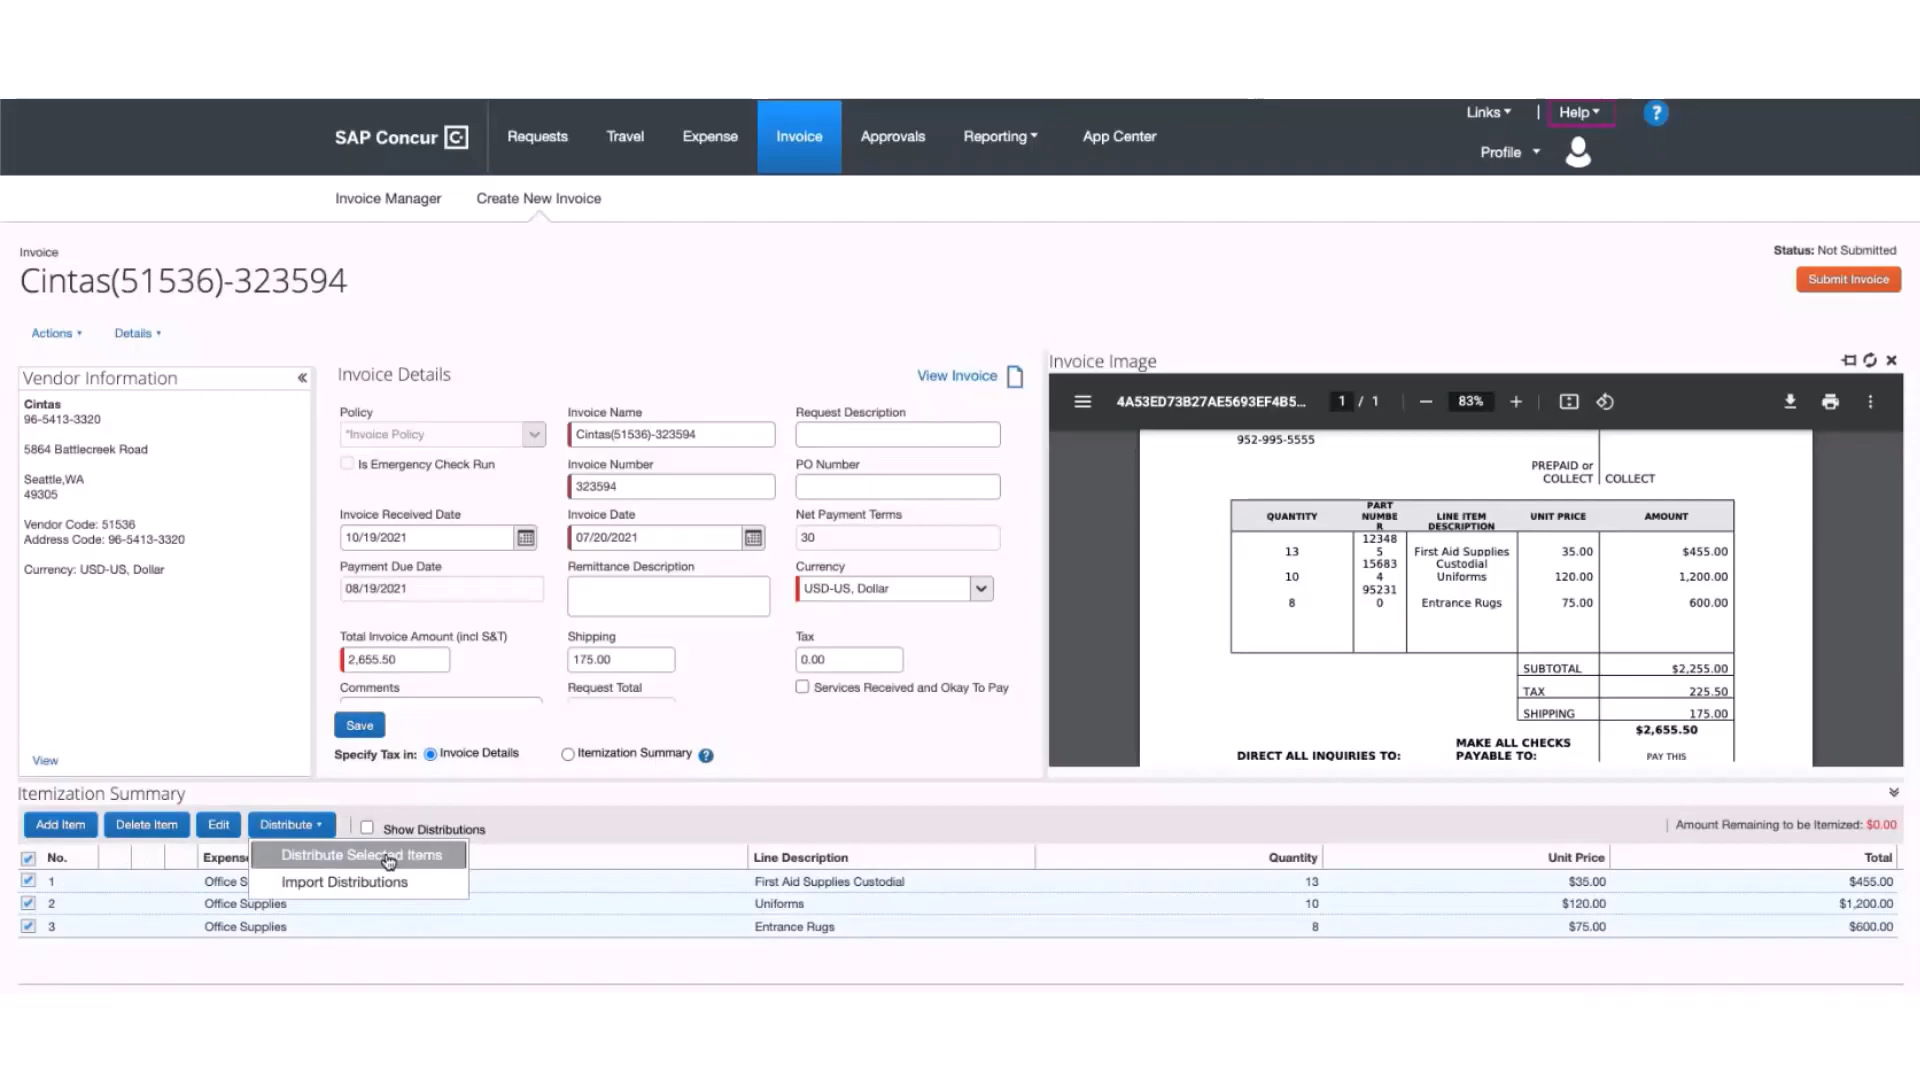 SAP Concur
Requests
Travel
Expense
Invoice
Approvals
Reporting
App Center
Links
|
Help
?
Profile
Invoice Manager
Create New Invoice
Invoice
Cintas(51536)-323594
Status: Not Submitted
Submit Invoice
Actions
Details
Vendor Information
«
Cintas
96-5413-3320
5864 Battlecreek Road
Seattle,WA
49305
Vendor Code: 51536
Address Code: 96-5413-3320
Currency: USD-US, Dollar
View
Invoice Details
View Invoice
Policy
*Invoice Policy
Is Emergency Check Run
Invoice Name
Cintas(51536)-323594
Request Description
Invoice Number
323594
PO Number
Invoice Received Date
10/19/2021
Invoice Date
07/20/2021
Net Payment Terms
30
Payment Due Date
08/19/2021
Remittance Description
Currency
USD-US, Dollar
Total Invoice Amount (incl S&T)
2,655.50
Shipping
175.00
Tax
0.00
Comments
Request Total
Services Received and Okay To Pay
Save
Specify Tax in:
Invoice Details
Itemization Summary
?
Invoice Image
4A53ED73B27AE5693EF4B5...
1 / 1
83%
952-995-5555
PREPAID or
COLLECT
COLLECT
QUANTITY
PART
NUMBE
R
LINE ITEM
DESCRIPTION
UNIT PRICE
AMOUNT
13
12348
5
First Aid Supplies
Custodial
35.00
$455.00
10
15683
4
Uniforms
120.00
1,200.00
8
95231
0
Entrance Rugs
75.00
600.00
SUBTOTAL
$2,255.00
TAX
225.50
SHIPPING
175.00
$2,655.50
DIRECT ALL INQUIRIES TO:
MAKE ALL CHECKS
PAYABLE TO:
PAY THIS
Itemization Summary
Add Item
Delete Item
Edit
Distribute
Show Distributions
Amount Remaining to be Itemized: $0.00
Distribute Selected Items
Import Distributions
No.
Expens
Line Description
Quantity
Unit Price
Total
1
Office S
First Aid Supplies Custodial
13
$35.00
$455.00
2
Office Supplies
Uniforms
10
$120.00
$1,200.00
3
Office Supplies
Entrance Rugs
8
$75.00
$600.00